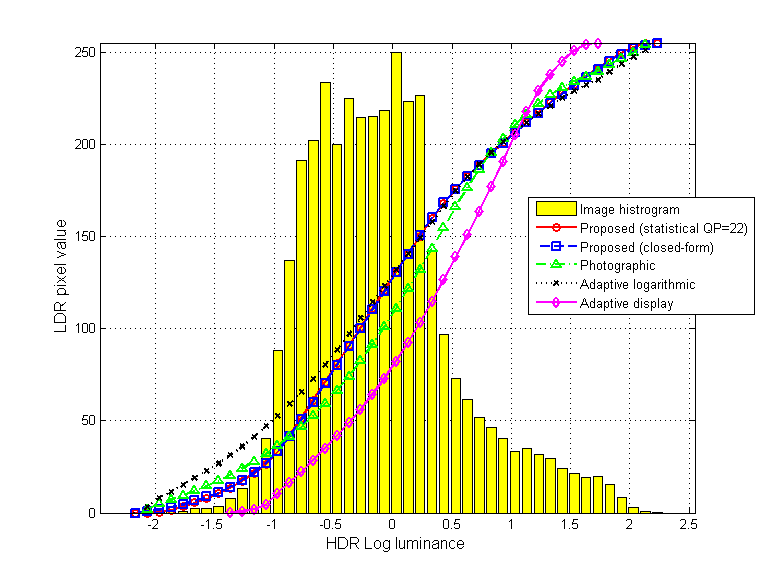 250
200
150
100
50
0
LDR pixel value
Image histrogram
Proposed (statistical QP=22)
Proposed (closed-form)
Photographic
Adaptive logarithmic
Adaptive display
-2 -1.5 -1 -0.5 0 0.5 1 1.5 2 2.5
HDR Log luminance